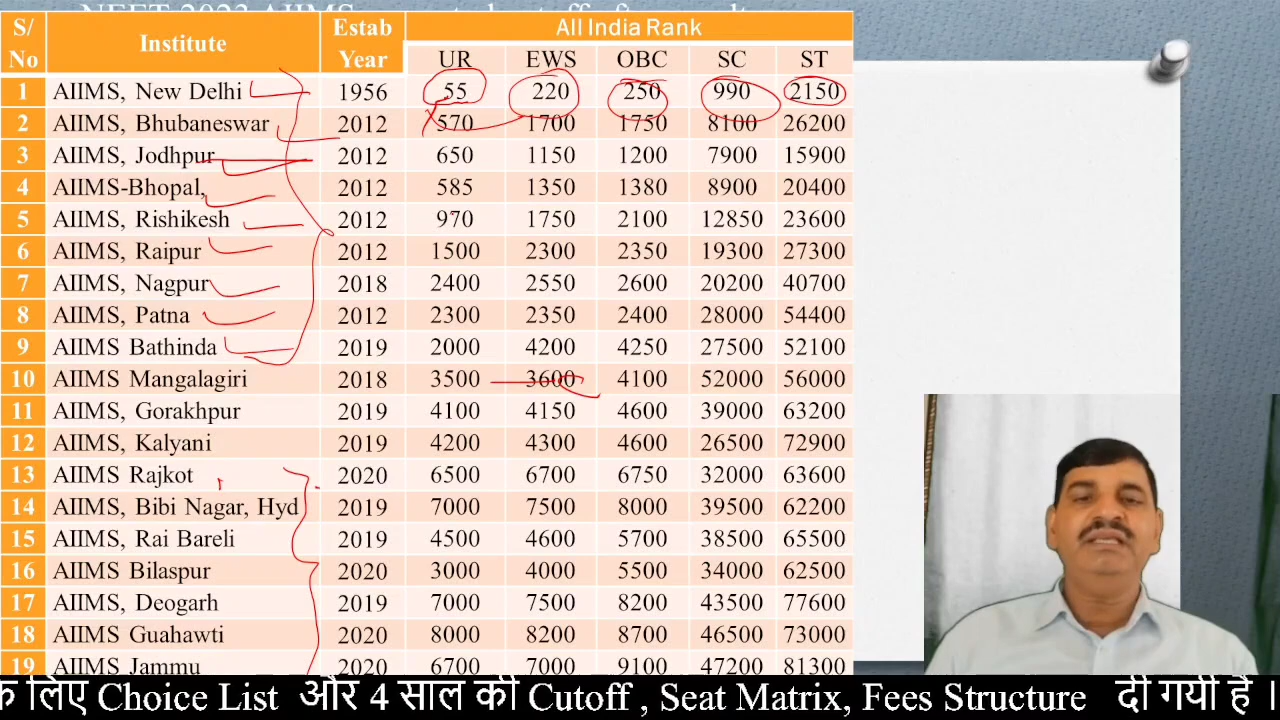 S/ No Institute Estab Year All India Rank
UR EWS OBC SC ST
1 AIIMS, New Delhi 1956 55 220 250 990 2150
2 AIIMS, Bhubaneswar 2012 570 1700 1750 8100 26200
3 AIIMS, Jodhpur 2012 650 1150 1200 7900 15900
4 AIIMS-Bhopal, 2012 585 1350 1380 8900 20400
5 AIIMS, Rishikesh 2012 970 1750 2100 12850 23600
6 AIIMS, Raipur 2012 1500 2300 2350 19300 27300
7 AIIMS, Nagpur 2018 2400 2550 2600 20200 40700
8 AIIMS, Patna 2012 2300 2350 2400 28000 54400
9 AIIMS Bathinda 2019 2000 4200 4250 27500 52100
10 AIIMS Mangalagiri 2018 3500 3600 4100 52000 56000
11 AIIMS, Gorakhpur 2019 4100 4150 4600 39000 63200
12 AIIMS, Kalyani 2019 4200 4300 4600 26500 72900
13 AIIMS Rajkot 2020 6500 6700 6750 32000 63600
14 AIIMS, Bibi Nagar, Hyd 2019 7000 7500 8000 39500 62200
15 AIIMS, Rai Bareli 2019 4500 4600 5700 38500 65500
16 AIIMS Bilaspur 2020 3000 4000 5500 34000 62500
17 AIIMS, Deogarh 2019 7000 7500 8200 43500 77600
18 AIIMS Guahawti 2020 8000 8200 8700 46500 73000
19 AIIMS Jammu 2020 6700 7000 9100 47200 81300
के लिए Choice List और 4 साल की Cutoff , Seat Matrix, Fees Structure दी गयी है ।